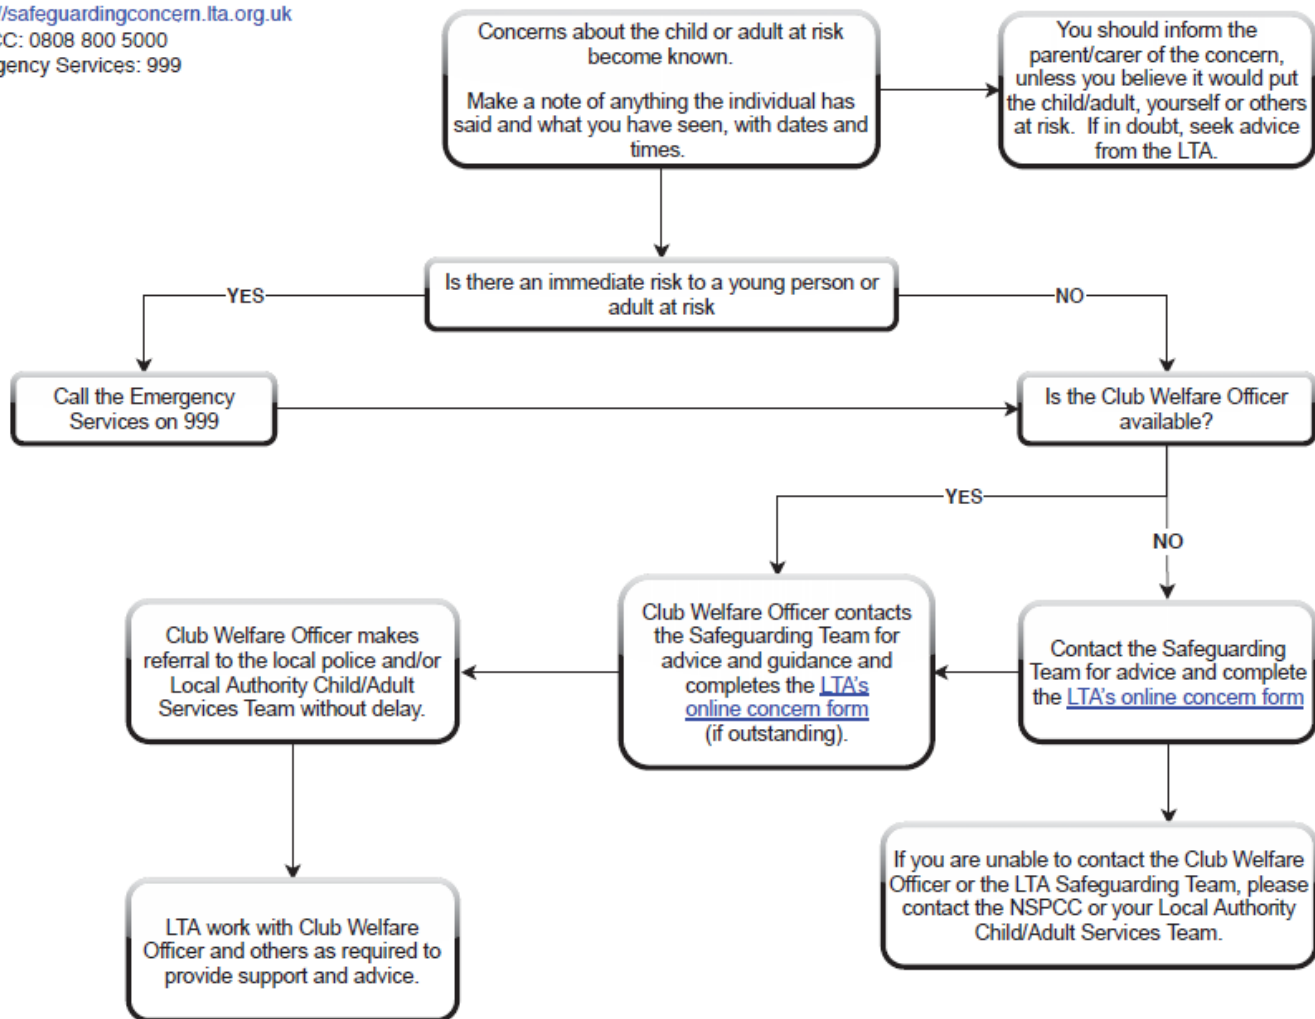 //safeguardingconcern.lta.org.uk
CC: 0808 800 5000
gency Services: 999
Concerns about the child or adult at risk
become known.
Make a note of anything the individual has
said and what you have seen, with dates and
times.
You should inform the
parent/carer of the concern,
unless you believe it would put
the child/adult, yourself or others
at risk. If in doubt, seek advice
from the LTA.
Is there an immediate risk to a young person or
adult at risk
YES
NO
Call the Emergency
Services on 999
Is the Club Welfare Officer
available?
YES
NO
Club Welfare Officer makes
referral to the local police and/or
Local Authority Child/Adult
Services Team without delay.
Club Welfare Officer contacts
the Safeguarding Team for
advice and guidance and
completes the LTA's
online concern form
(if outstanding).
Contact the Safeguarding
Team for advice and complete
the LTA's online concern form
LTA work with Club Welfare
Officer and others as required to
provide support and advice.
If you are unable to contact the Club Welfare
Officer or the LTA Safeguarding Team, please
contact the NSPCC or your Local Authority
Child/Adult Services Team.